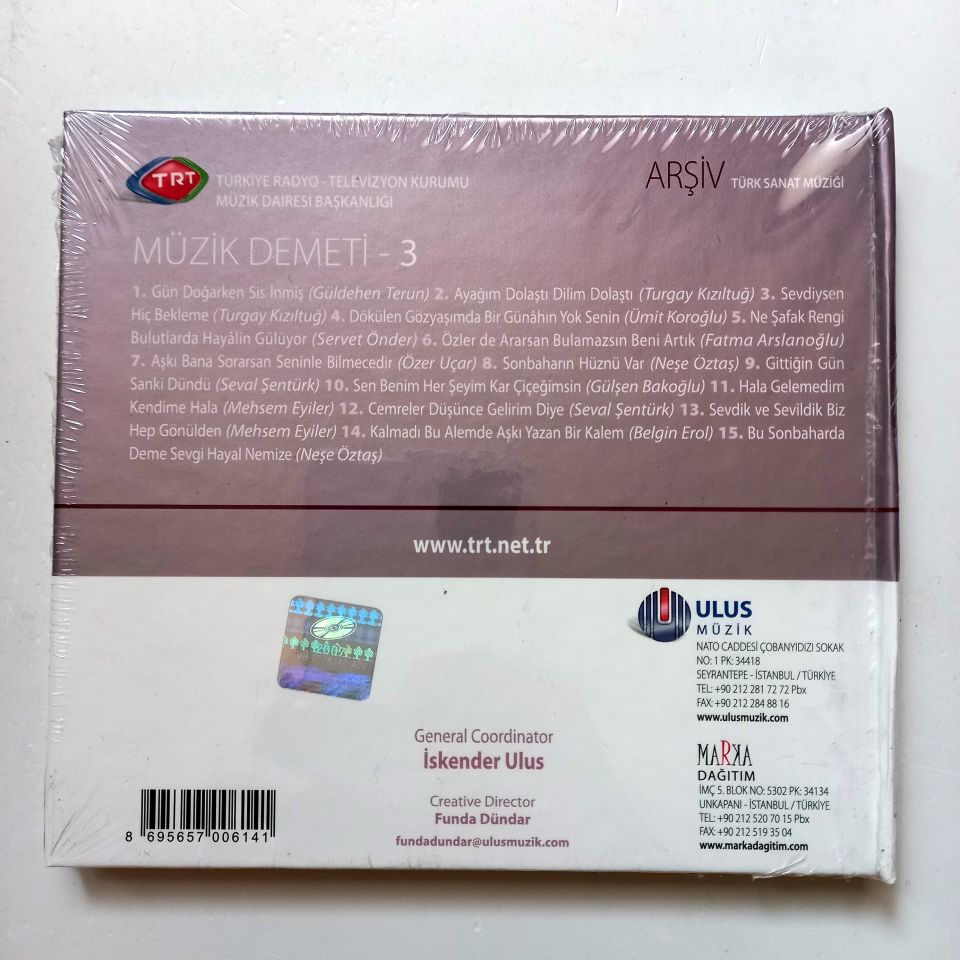 TRT
TÜRKİYE RADYO - TELEVİZYON KURUMU
MÜZİK DAİRESİ BAŞKANLIĞI
ARŞİV TÜRK SANAT MÜZİĞİ
MÜZİK DEMETİ - 3
1. Gün Doğarken Sis İnmiş (Güldehen Terun) 2. Ayağım Dolaştı Dilim Dolaştı (Turgay Kızıltuğ) 3. Sevdiysen
Hiç Bekleme (Turgay Kızıltuğ) 4. Dökülen Gözyaşımda Bir Günâhın Yok Senin (Ümit Koroğlu) 5. Ne Şafak Rengi
Bulutlarda Hayâlin Gülüyor (Servet Önder) 6. Özler de Ararsan Bulamazsın Beni Artık (Fatma Arslanoğlu)
7. Aşkı Bana Sorarsan Seninle Bilmecedir (Özer Uçar) 8. Sonbaharın Hüznü Var (Neşe Öztaş) 9. Gittiğin Gün
Sanki Dündü (Seval Şentürk) 10. Sen Benim Her Şeyim Kar Çiçeğimsin (Gülşen Bakoğlu) 11. Hala Gelemedim
Kendime Hala (Mehsem Eyiler) 12. Cemreler Düşünce Gelirim Diye (Seval Şentürk) 13. Sevdik ve Sevildik Biz
Hep Gönülden (Mehsem Eyiler) 14. Kalmadı Bu Alemde Aşkı Yazan Bir Kalem (Belgin Erol) 15. Bu Sonbaharda
Deme Sevgi Hayal Nemize (Neşe Öztaş)
www.trt.net.tr
2007
ULUS
MÜZİK
NATO CADDESİ ÇOBANYIDIZI SOKAK
NO: 1 PK: 34418
SEYRANTEPE - İSTANBUL / TÜRKİYE
TEL: +90 212 281 72 72 Pbx
FAX: +90 212 284 88 16
www.ulusmuzik.com
General Coordinator
İskender Ulus
Creative Director
Funda Dündar
fundadundar@ulusmuzik.com
MARKA
DAĞITIM
İMÇ 5. BLOK NO: 5302 PK: 34134
UNKAPANI - İSTANBUL / TÜRKİYE
TEL: +90 212 520 70 15 Pbx
FAX: +90 212 519 35 04
www.markadagitim.com
8 695657 006141